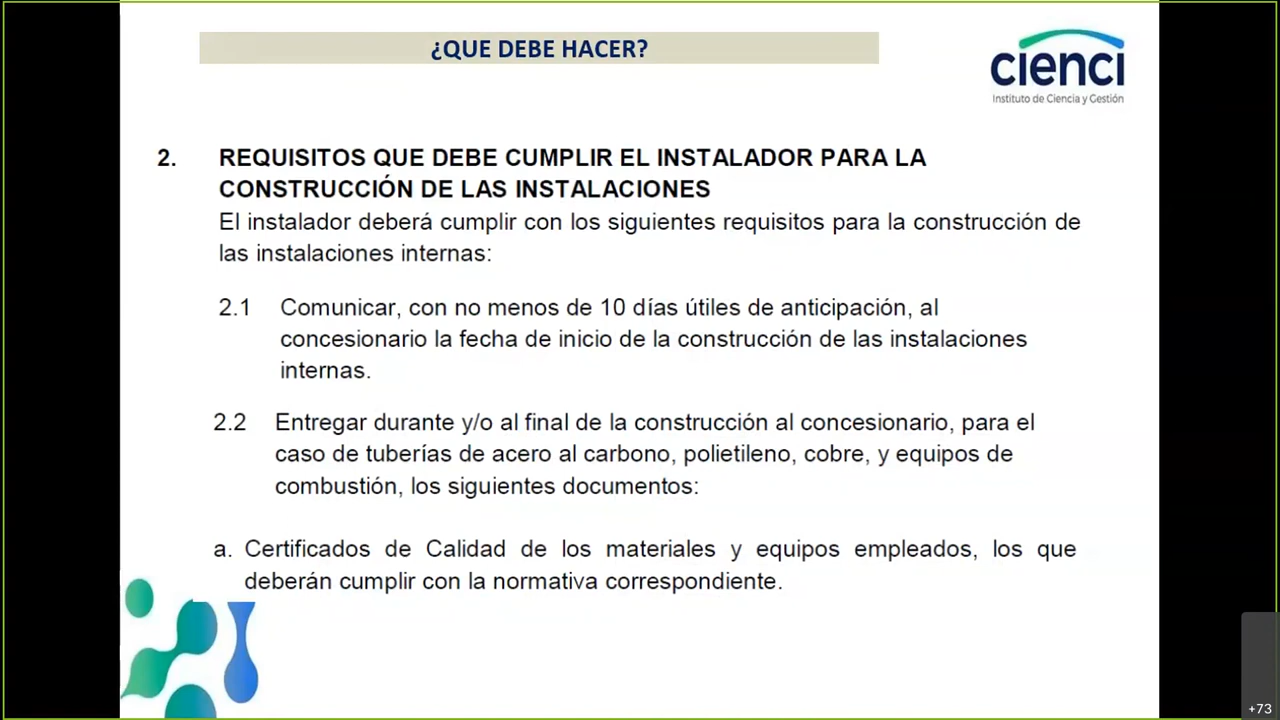 ¿QUE DEBE HACER?
cienci
Instituto de Ciencia y Gestión
2. REQUISITOS QUE DEBE CUMPLIR EL INSTALADOR PARA LA
CONSTRUCCIÓN DE LAS INSTALACIONES
El instalador deberá cumplir con los siguientes requisitos para la construcción de
las instalaciones internas:
2.1 Comunicar, con no menos de 10 días útiles de anticipación, al
concesionario la fecha de inicio de la construcción de las instalaciones
internas.
2.2 Entregar durante y/o al final de la construcción al concesionario, para el
caso de tuberías de acero al carbono, polietileno, cobre, y equipos de
combustión, los siguientes documentos:
a. Certificados de Calidad de los materiales y equipos empleados, los que
deberán cumplir con la normativa correspondiente.
+73